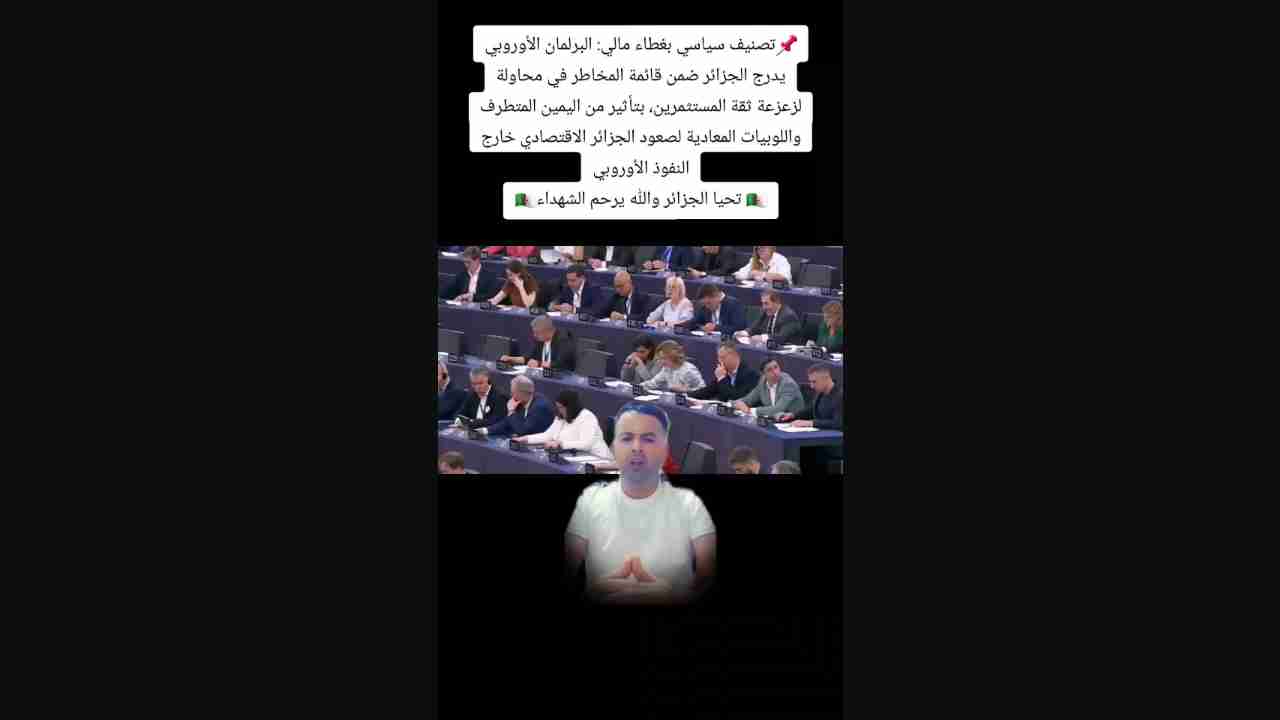 📌تصنيف سياسي بغطاء مالي: البرلمان الأوروبي
يدرج الجزائر ضمن قائمة المخاطر في محاولة
لزعزعة ثقة المستثمرين، بتأثير من اليمين المتطرف
واللوبيات المعادية لصعود الجزائر الاقتصادي خارج
النفوذ الأوروبي
🇩🇿 تحيا الجزائر والله يرحم الشهداء 🇩🇿